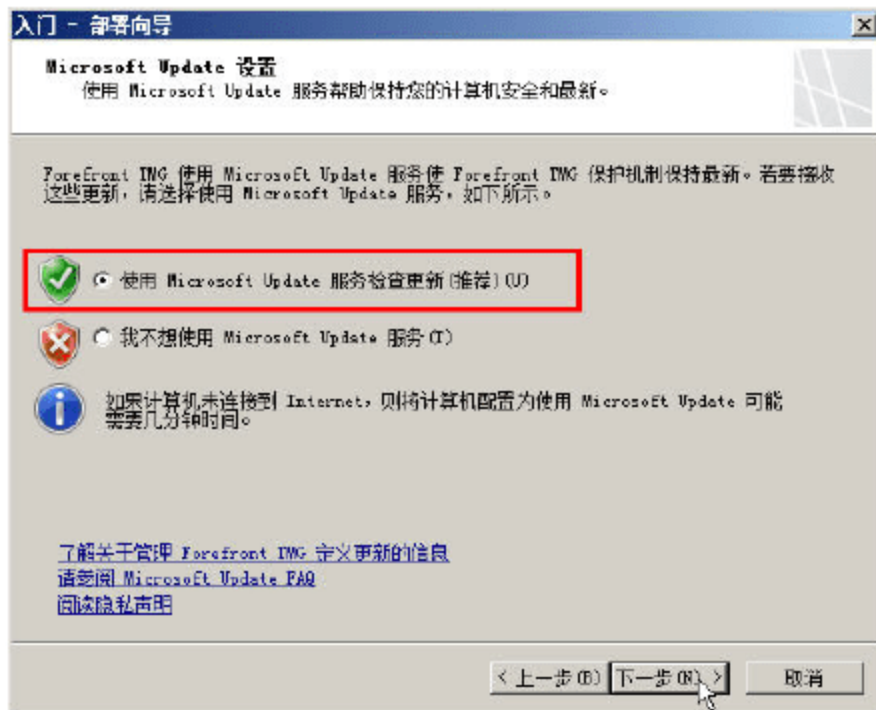 入门 - 部署向导
Microsoft Update 设置
使用 Microsoft Update 服务帮助保持您的计算机安全和最新。
Forefront TMG 使用 Microsoft Update 服务使 Forefront TMG 保护机制保持最新。若要接收
这些更新，请选择使用 Microsoft Update 服务，如下所示。
使用 Microsoft Update 服务检查更新(推荐)(U)
我不想使用 Microsoft Update 服务(I)
如果计算机未连接到 Internet，则将计算机配置为使用 Microsoft Update 可能
需要几分钟时间。
了解关于管理 Forefront TMG 定义更新的信息
请参阅 Microsoft Update FAQ
阅读隐私声明
< 上一步(B)
下一步(N) >
取消